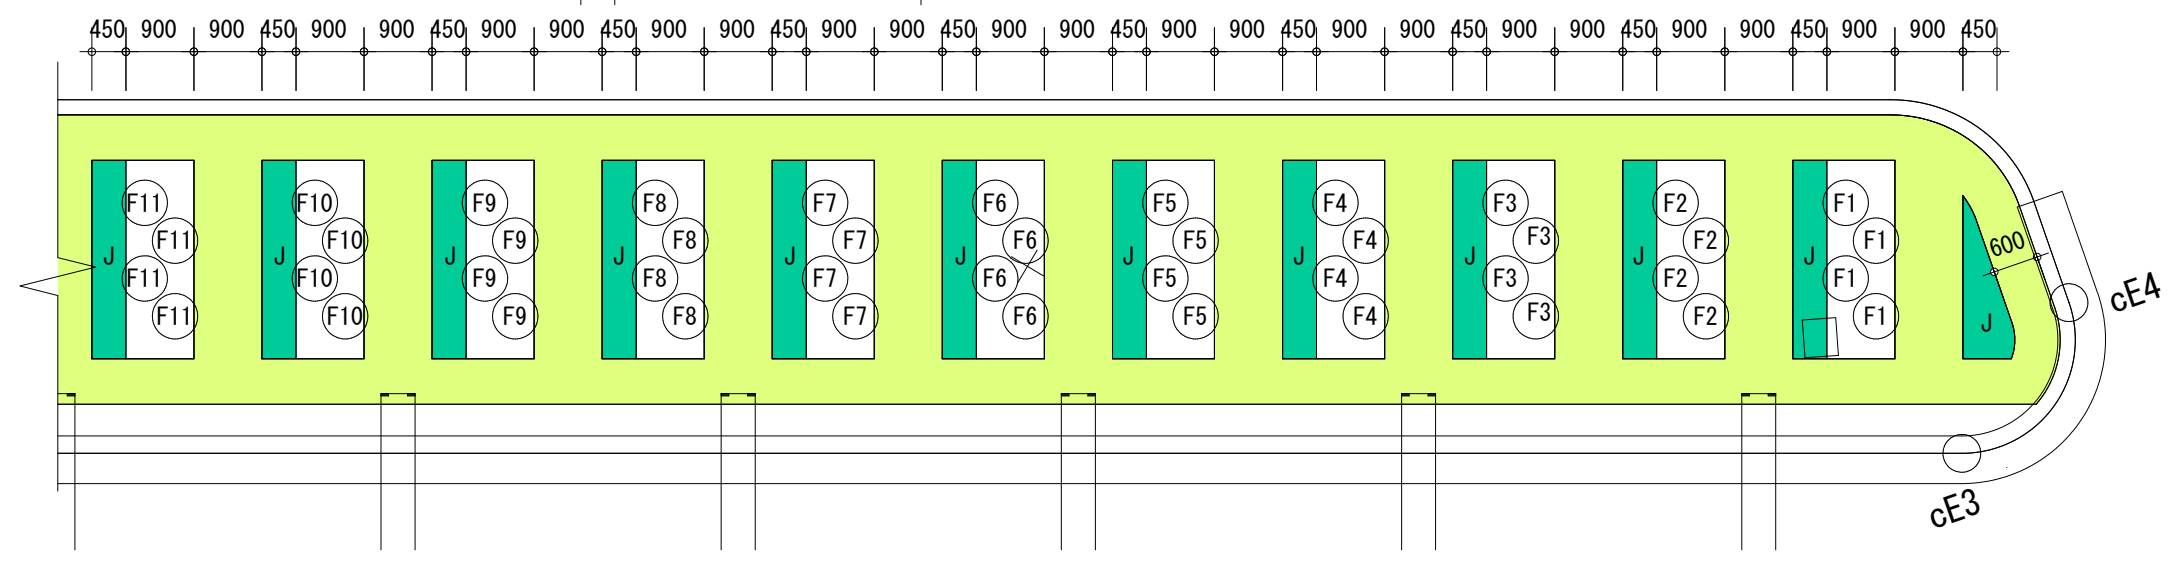 450 900 900 450 900 900 450 900 900 450 900 900 450 900 900 450 900 900 450 900 900 450 900 900 450 900 900 450 900 900 450 900 900 450
F11 F10 F9 F8 F7 F6 F5 F4 F3 F2 F1
F11 F10 F9 F8 F7 F6 F5 F4 F3 F2 F1 600
J J J J J J J J J J J
F11 F10 F9 F8 F7 F6 F5 F4 F3 F2 F1 cE4
F11 F10 F9 F8 F7 F6 F5 F4 F3 F2 F1 J
cE3